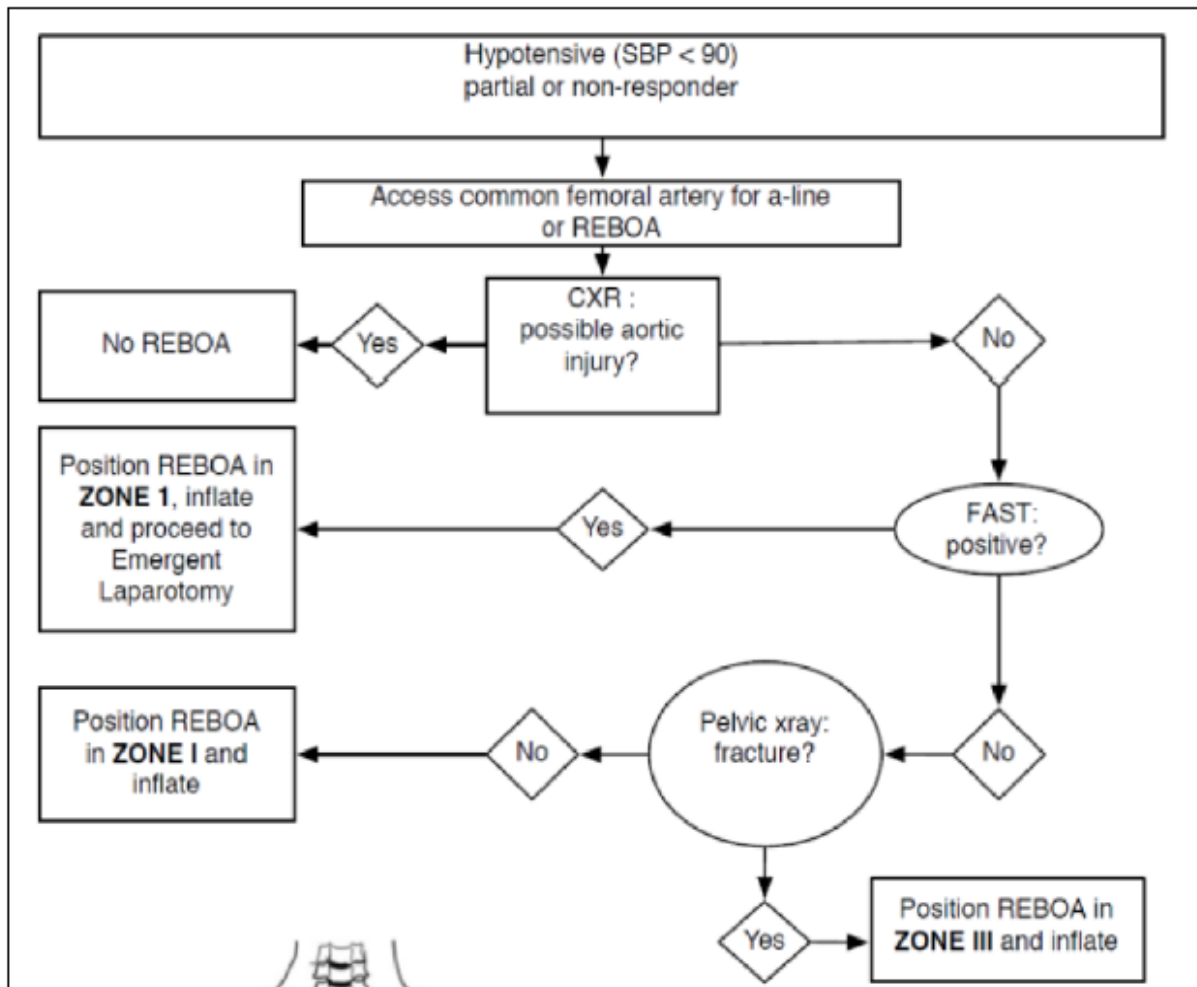 Hypotensive (SBP < 90)
partial or non-responder
Access common femoral artery for a-line
or REBOA
CXR :
possible aortic
injury?
Yes
No REBOA
No
FAST:
positive?
Yes
Position REBOA in
ZONE 1, inflate
and proceed to
Emergent
Laparotomy
No
Pelvic xray:
fracture?
No
Position REBOA
in ZONE I and
inflate
Yes
Position REBOA in
ZONE III and inflate